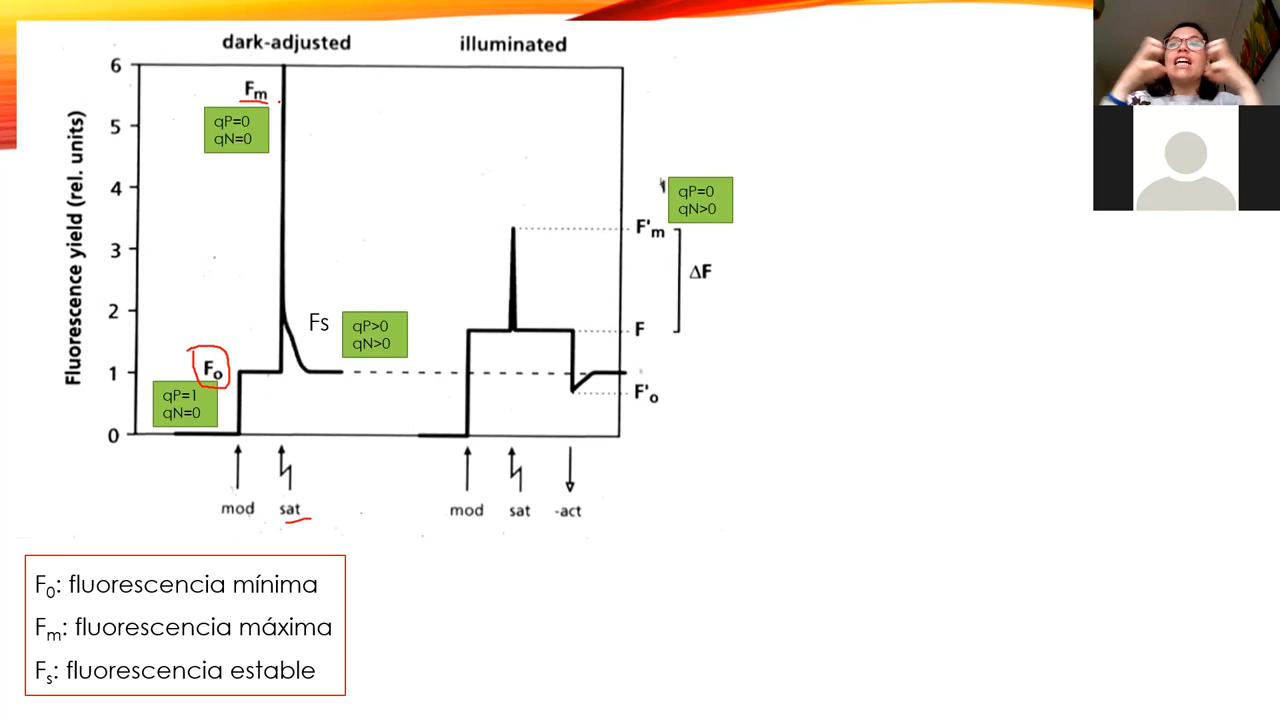 dark-adjusted illuminated
Fluorescence yield (rel. units)
6
5
4
3
2
1
0
Fm
qP=0
qN=0
Fs
qP>0
qN>0
Fo
qP=1
qN=0
qP=0
qN>0
F'm
ΔF
F
F'o
mod sat mod sat -act
F0: fluorescencia mínima
Fm: fluorescencia máxima
Fs: fluorescencia estable